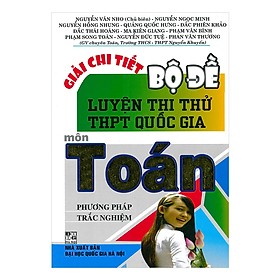 NGUYỄN VĂN NHO (Chủ biên) - NGUYỄN NGỌC MINH
NGUYỄN HỒNG NHUNG - QUẢNG QUỐC HƯNG - ĐẶC PHIÊN KHẢO
ĐẶC THÁI HOÀNG - MA KIÊN GIANG - PHẠM VĂN BÌNH
PHẠM SONG TOÀN - NGUYỄN ĐỨC TUỆ - PHAN VĂN THƯƠNG
(GV chuyên Toán, Trường THCS - THPT Nguyễn Khuyến)
GIẢI CHI TIẾT
BỘ ĐỀ
LUYỆN THI THỬ
THPT QUỐC GIA
môn
Toán
PHƯƠNG PHÁP
TRẮC NGHIỆM
NHÀ XUẤT BẢN
ĐẠI HỌC QUỐC GIA HÀ NỘI